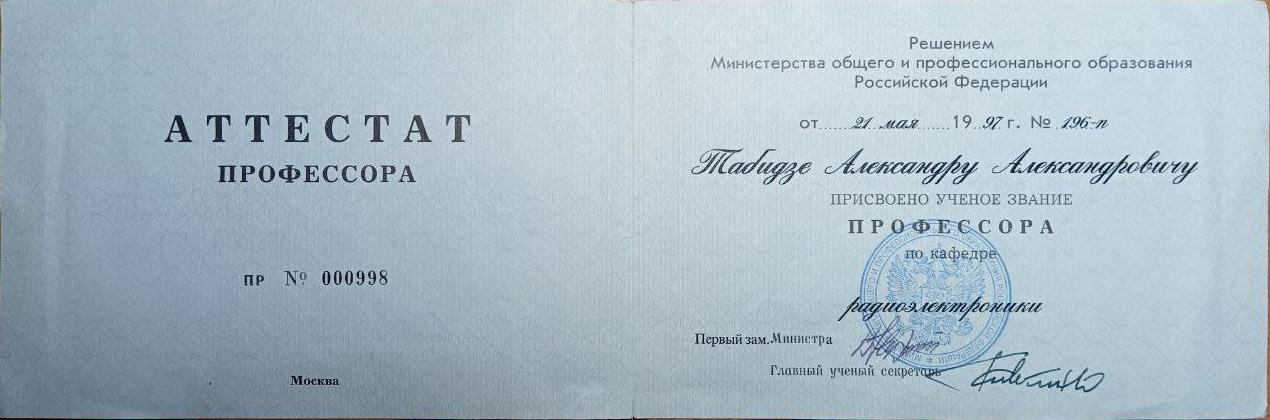 АТТЕСТАТ
ПРОФЕССОРА
ПР № 000998
Москва
Решением
Министерства общего и профессионального образования
Российской Федерации
от 21 мая 1997 г. № 196-п
Табидзе Александру Александровичу
ПРИСВОЕНО УЧЕНОЕ ЗВАНИЕ
ПРОФЕССОРА
по кафедре
радиоэлектроники
Первый зам. Министра
Главный ученый секретарь